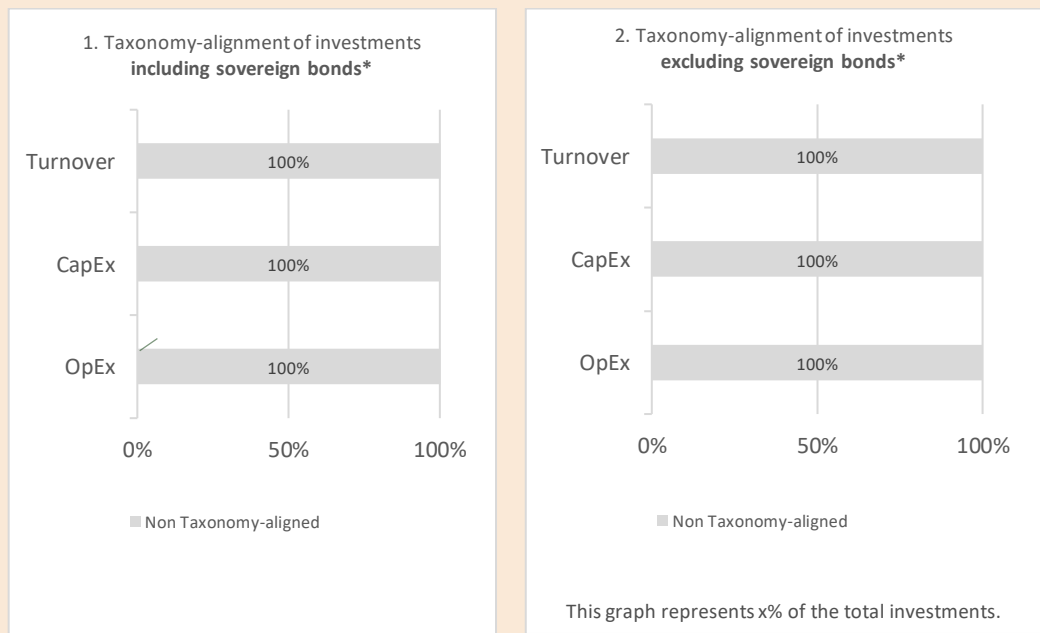 1. Taxonomy-alignment of investments
including sovereign bonds*
Turnover
100%
CapEx
100%
OpEx
100%
0%
50%
100%
Non Taxonomy-aligned
2. Taxonomy-alignment of investments
excluding sovereign bonds*
Turnover
100%
CapEx
100%
OpEx
100%
0%
50%
100%
Non Taxonomy-aligned
This graph represents x% of the total investments.